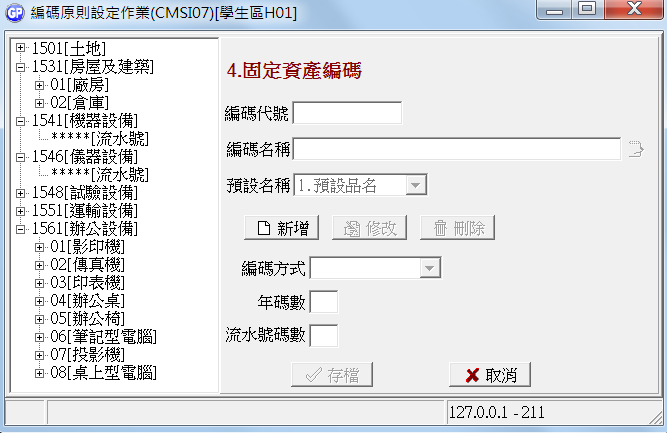 GP 編碼原則設定作業(CMSI07)[學生區H01]
1501[土地]
1531[房屋及建築]
01[廠房]
02[倉庫]
1541[機器設備]
*****[流水號]
1546[儀器設備]
*****[流水號]
1548[試驗設備]
1551[運輸設備]
1561[辦公設備]
01[影印機]
02[傳真機]
03[印表機]
04[辦公桌]
05[辦公椅]
06[筆記型電腦]
07[投影機]
08[桌上型電腦]
4.固定資產編碼
編碼代號
編碼名稱
預設名稱 1.預設品名
新增 修改 刪除
編碼方式
年碼數
流水號碼數
存檔 取消
127.0.0.1 - 211